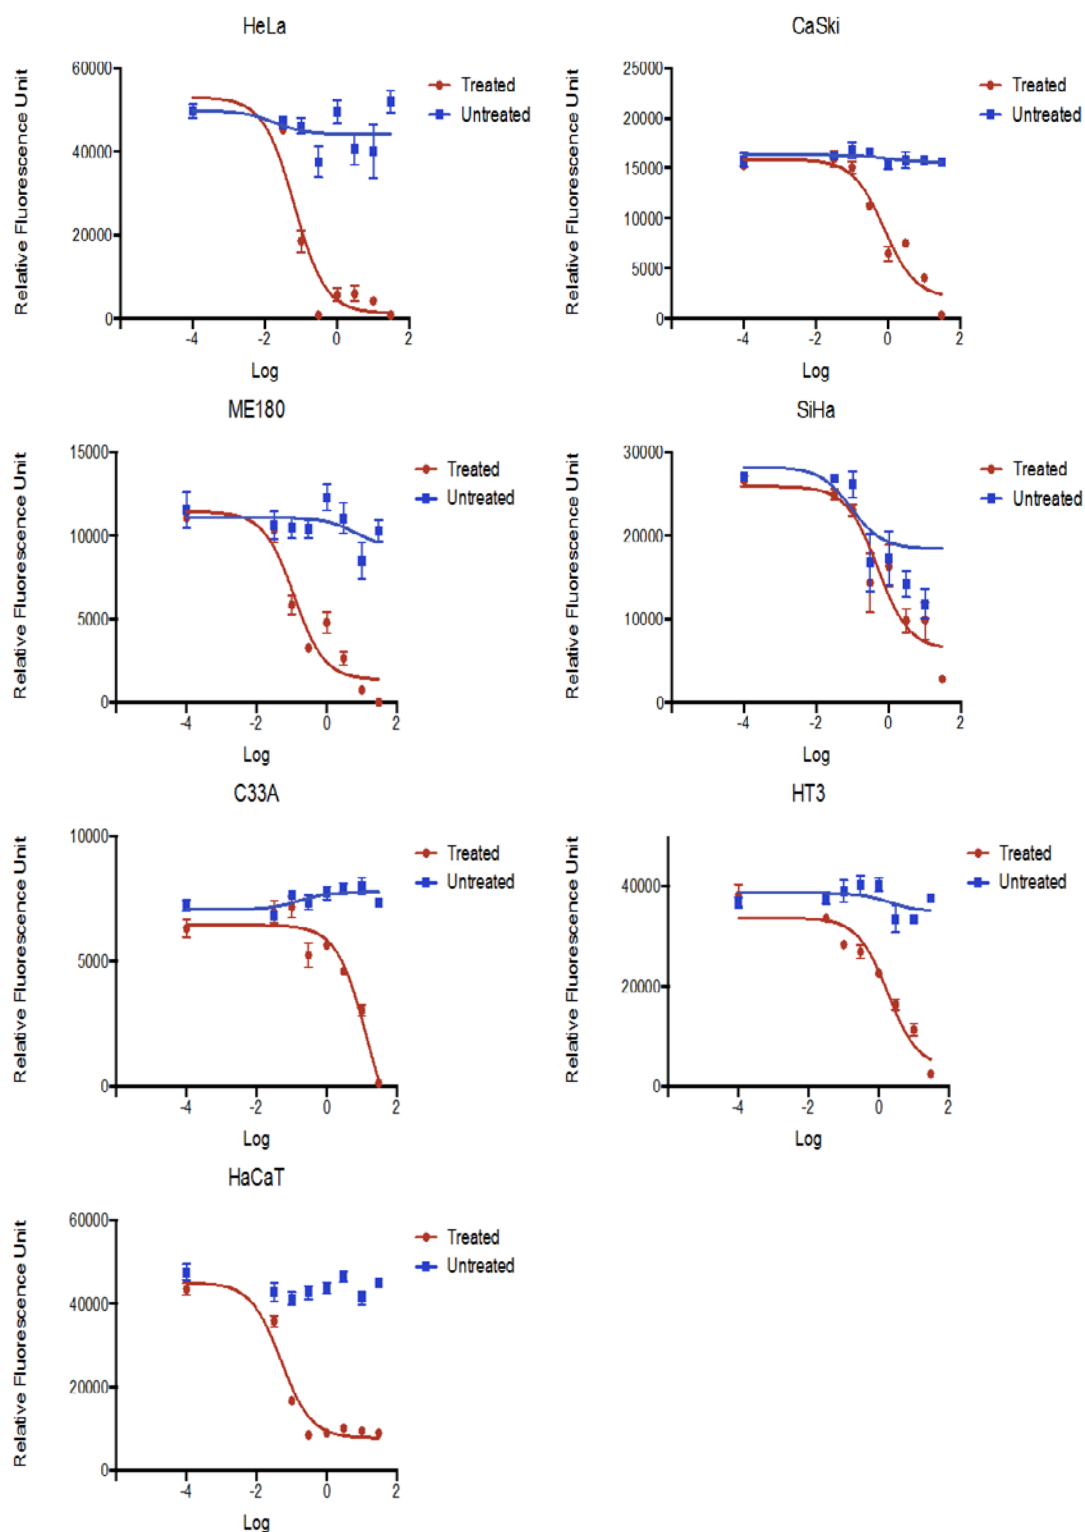 HeLa
Relative Fluorescence Unit
60000
40000
20000
0
-4 -2 0 2
Log
Treated
Untreated
CaSki
Relative Fluorescence Unit
25000
20000
15000
10000
5000
0
-4 -2 0 2
Log
Treated
Untreated
ME180
Relative Fluorescence Unit
15000
10000
5000
0
-4 -2 0 2
Log
Treated
Untreated
SiHa
Relative Fluorescence Unit
30000
20000
10000
0
-4 -2 0 2
Log
Treated
Untreated
C33A
Relative Fluorescence Unit
10000
5000
0
-4 -2 0 2
Log
Treated
Untreated
HT3
Relative Fluorescence Unit
40000
20000
0
-4 -2 0 2
Log
Treated
Untreated
HaCaT
Relative Fluorescence Unit
60000
40000
20000
0
-4 -2 0 2
Log
Treated
Untreated